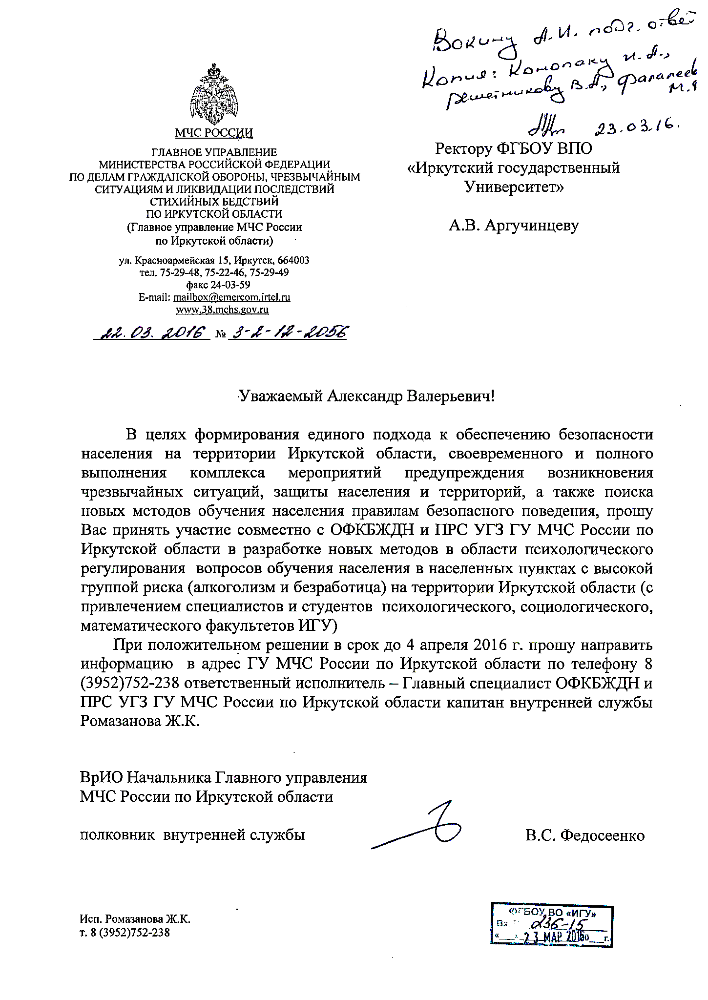 Вокину А.И. подг. ответ
Копия: Конопаку И.А.,
Решетникову В.А., Фалалеев
М.
23.03.16.
МЧС РОССИИ
ГЛАВНОЕ УПРАВЛЕНИЕ
МИНИСТЕРСТВА РОССИЙСКОЙ ФЕДЕРАЦИИ
ПО ДЕЛАМ ГРАЖДАНСКОЙ ОБОРОНЫ, ЧРЕЗВЫЧАЙНЫМ
СИТУАЦИЯМ И ЛИКВИДАЦИИ ПОСЛЕДСТВИЙ
СТИХИЙНЫХ БЕДСТВИЙ
ПО ИРКУТСКОЙ ОБЛАСТИ
(Главное управление МЧС России
по Иркутской области)
ул. Красноармейская 15, Иркутск, 664003
тел. 75-29-48, 75-22-46, 75-29-49
факс 24-03-59
E-mail: mailbox@emercom.irtel.ru
www.38.mchs.gov.ru
22.03.2016 № 3-2-12-2056
Ректору ФГБОУ ВПО
«Иркутский государственный
Университет»
А.В. Аргучинцеву
Уважаемый Александр Валерьевич!
В целях формирования единого подхода к обеспечению безопасности
населения на территории Иркутской области, своевременного и полного
выполнения комплекса мероприятий предупреждения возникновения
чрезвычайных ситуаций, защиты населения и территорий, а также поиска
новых методов обучения населения правилам безопасного поведения, прошу
Вас принять участие совместно с ОФКБЖДН и ПРС УГЗ ГУ МЧС России по
Иркутской области в разработке новых методов в области психологического
регулирования вопросов обучения населения в населенных пунктах с высокой
группой риска (алкоголизм и безработица) на территории Иркутской области (с
привлечением специалистов и студентов психологического, социологического,
математического факультетов ИГУ)
При положительном решении в срок до 4 апреля 2016 г. прошу направить
информацию в адрес ГУ МЧС России по Иркутской области по телефону 8
(3952)752-238 ответственный исполнитель – Главный специалист ОФКБЖДН и
ПРС УГЗ ГУ МЧС России по Иркутской области капитан внутренней службы
Ромазанова Ж.К.
ВрИО Начальника Главного управления
МЧС России по Иркутской области
полковник внутренней службы В.С. Федосеенко
Исп. Ромазанова Ж.К.
т. 8 (3952)752-238
ФГБОУ ВО «ИГУ»
Вх. 236-15
23 МАР 2016 г.